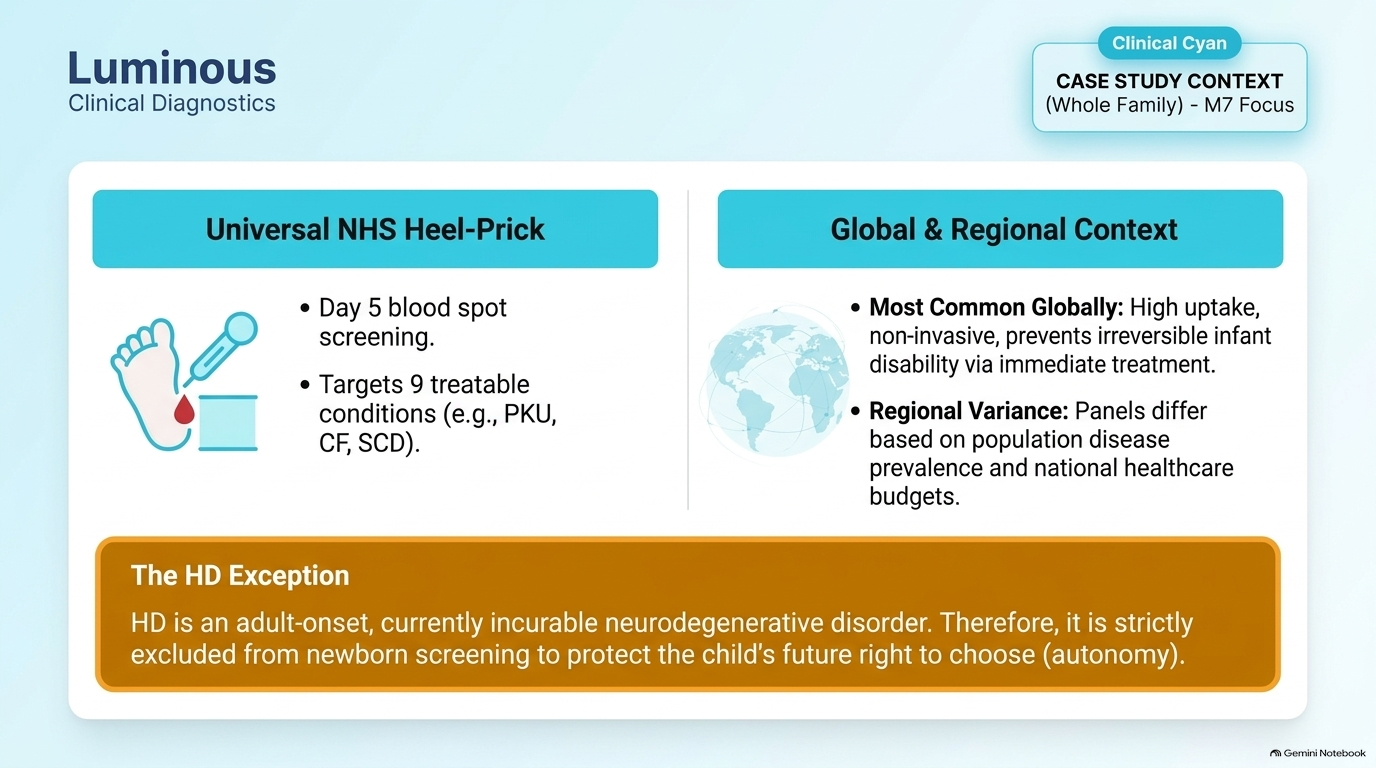 Luminous
Clinical Diagnostics
Clinical Cyan
CASE STUDY CONTEXT
(Whole Family) - M7 Focus
Universal NHS Heel-Prick
• Day 5 blood spot
screening.
• Targets 9 treatable
conditions (e.g., PKU,
CF, SCD).
Global & Regional Context
• Most Common Globally: High uptake,
non-invasive, prevents irreversible infant
disability via immediate treatment.
• Regional Variance: Panels differ
based on population disease
prevalence and national healthcare
budgets.
The HD Exception
HD is an adult-onset, currently incurable neurodegenerative disorder. Therefore, it is strictly
excluded from newborn screening to protect the child's future right to choose (autonomy).
Gemini Notebook